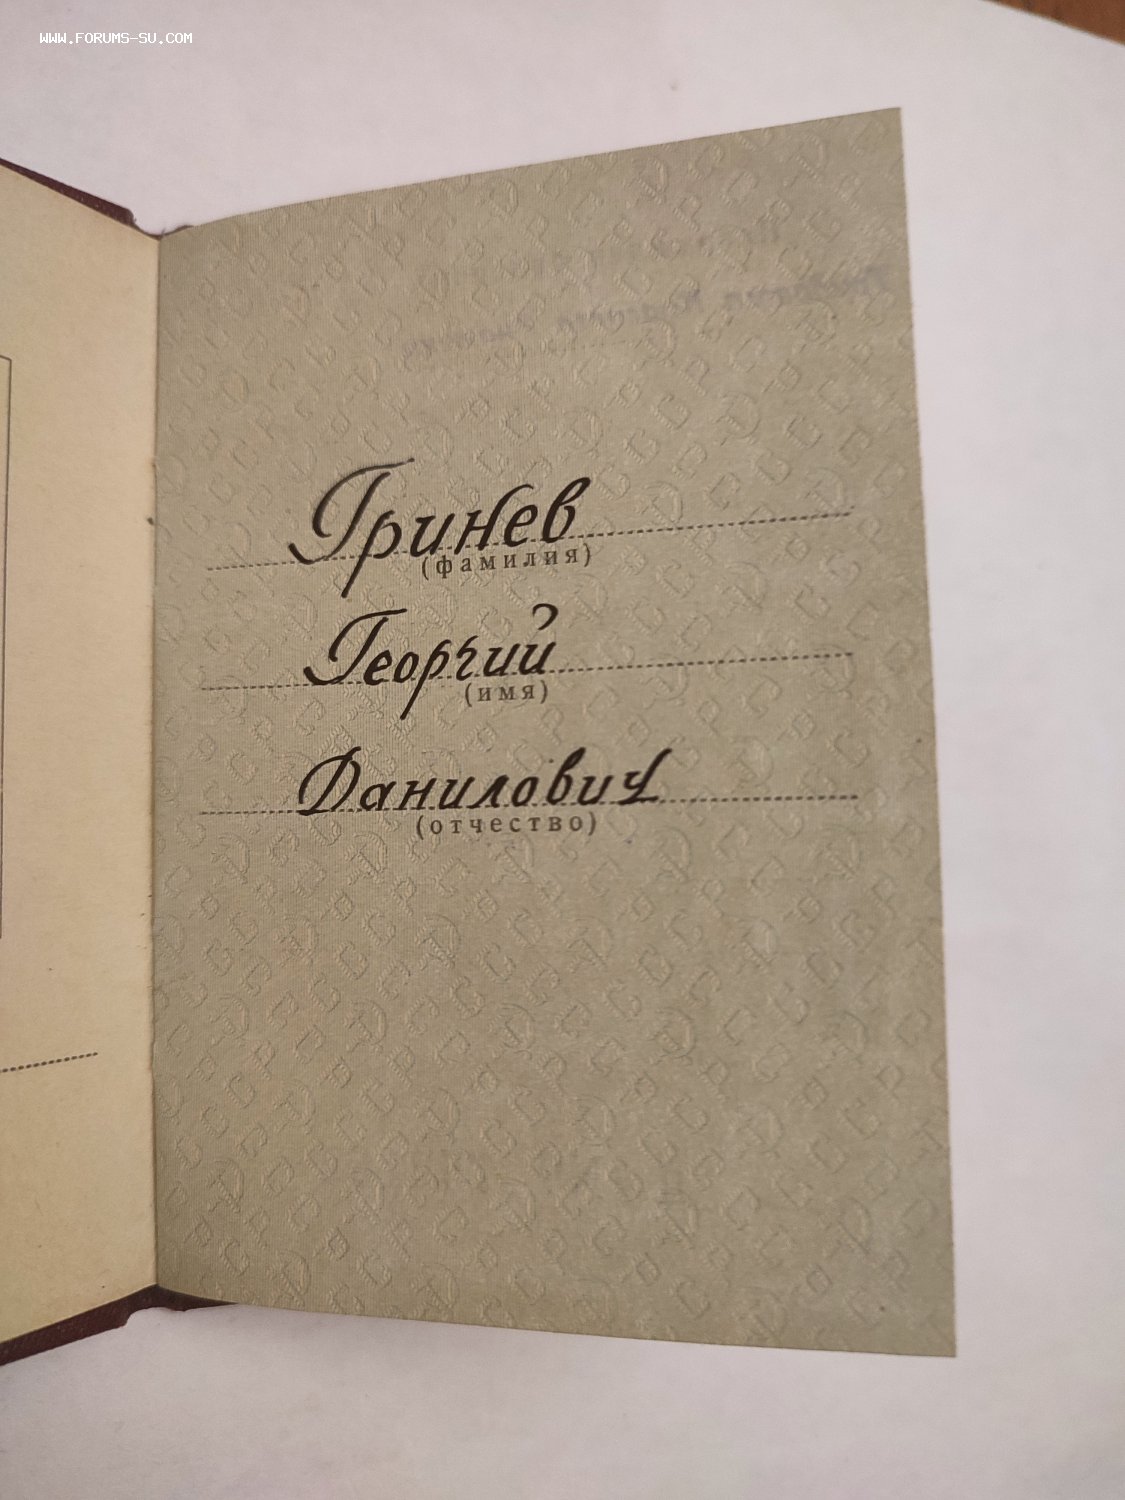 WWW.FORUMS-SU.COM
Гринев
(фамилия)
Георгий
(имя)
Данилович
(отчество)